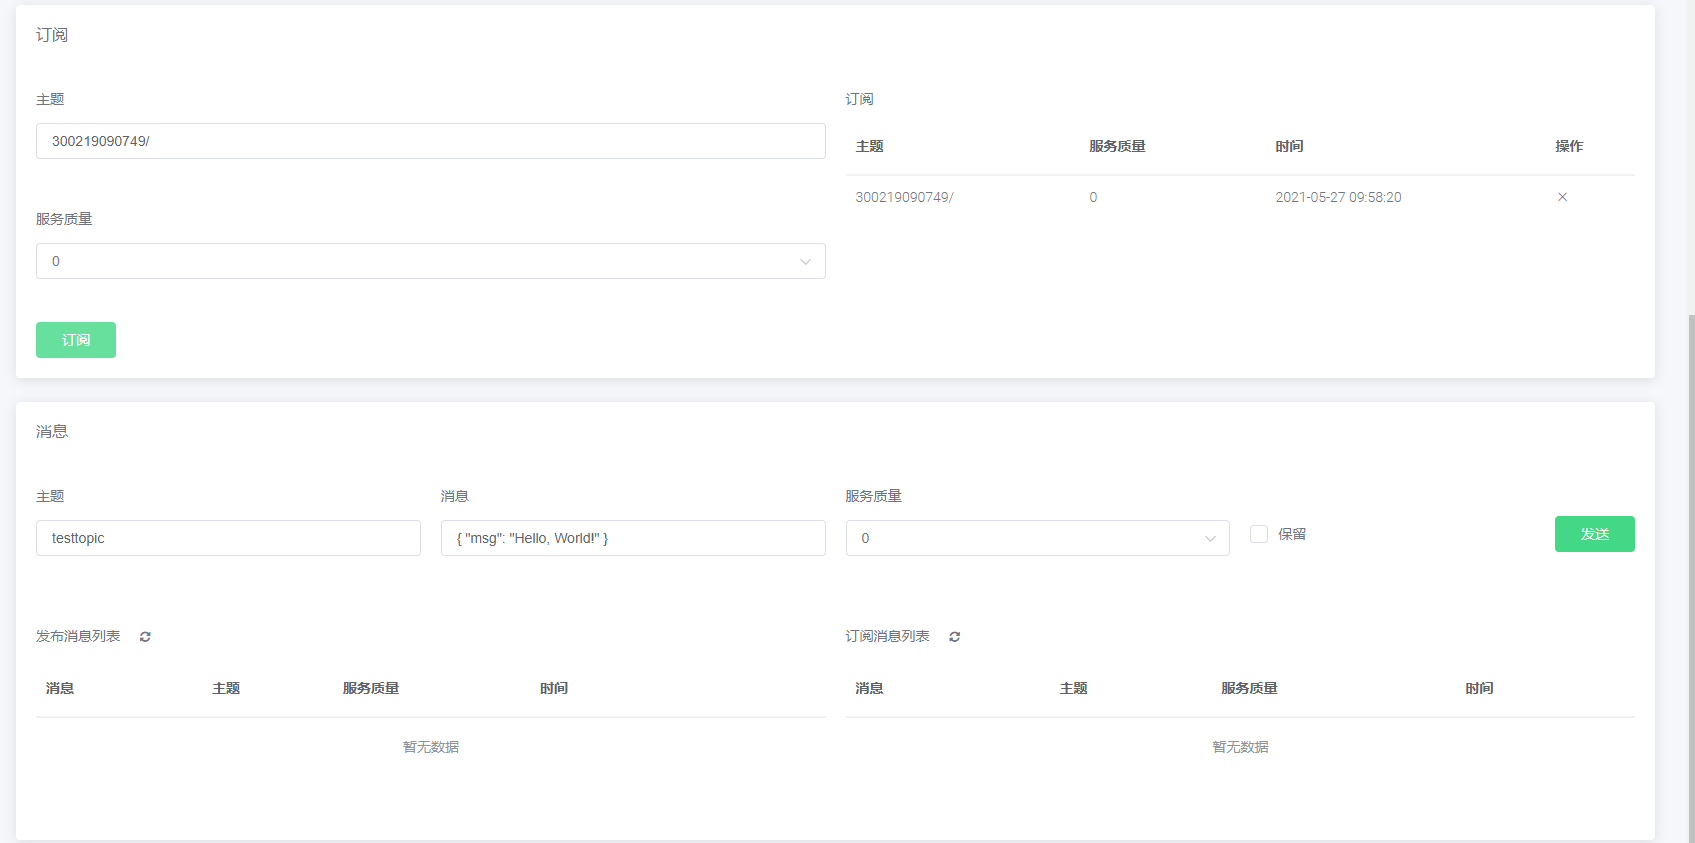 订阅
主题
300219090749/
服务质量
0
订阅
订阅
主题 服务质量 时间 操作
300219090749/ 0 2021-05-27 09:58:20
消息
主题 消息 服务质量
testtopic { "msg": "Hello, World!" } 0 保留 发送
发布消息列表
消息 主题 服务质量 时间
暂无数据
订阅消息列表
消息 主题 服务质量 时间
暂无数据